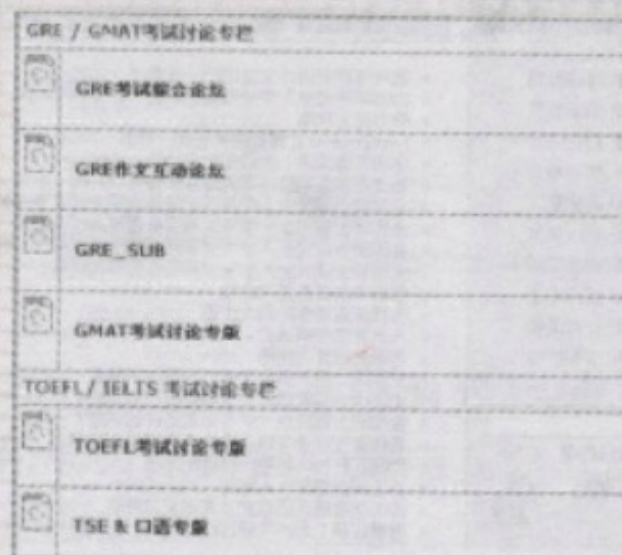 GRE / GMAT考试讨论专栏
GRE考试综合论坛
GRE作文互动论坛
GRE_SUB
GMAT考试讨论专版
TOEFL/ IELTS 考试讨论专栏
TOEFL考试讨论专版
TSE & 口语专版